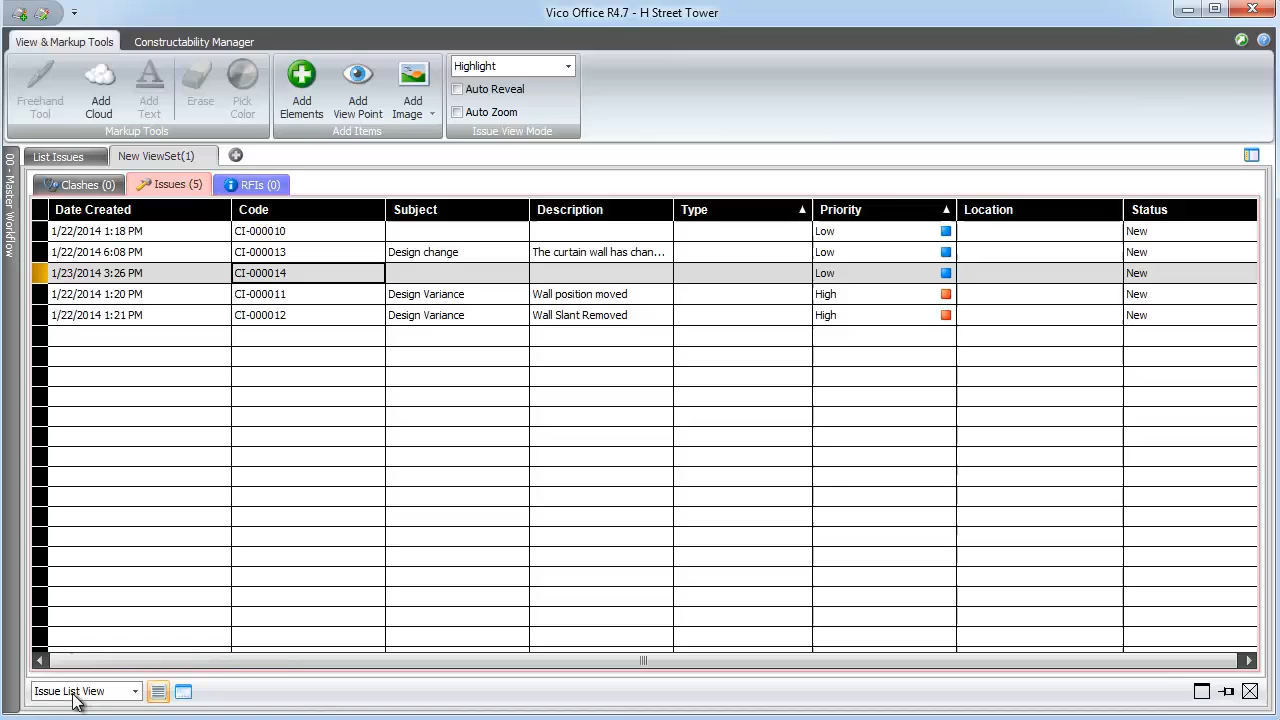 Vico Office R4.7 - H Street Tower
View & Markup Tools Constructability Manager
Freehand Tool
Add Cloud
Add Text
Erase
Pick Color
Add Elements
Add View Point
Add Image
Highlight
Auto Reveal
Auto Zoom
Markup Tools Add Items Issue View Mode
00 - Master Workflow
List Issues New ViewSet(1)
Clashes (0) Issues (5) RFIs (0)
Date Created Code Subject Description Type Priority Location Status
1/22/2014 1:18 PM CI-000010 Low New
1/22/2014 6:08 PM CI-000013 Design change The curtain wall has chan... Low New
1/23/2014 3:26 PM CI-000014 Low New
1/22/2014 1:20 PM CI-000011 Design Variance Wall position moved High New
1/22/2014 1:21 PM CI-000012 Design Variance Wall Slant Removed High New
Issue List View